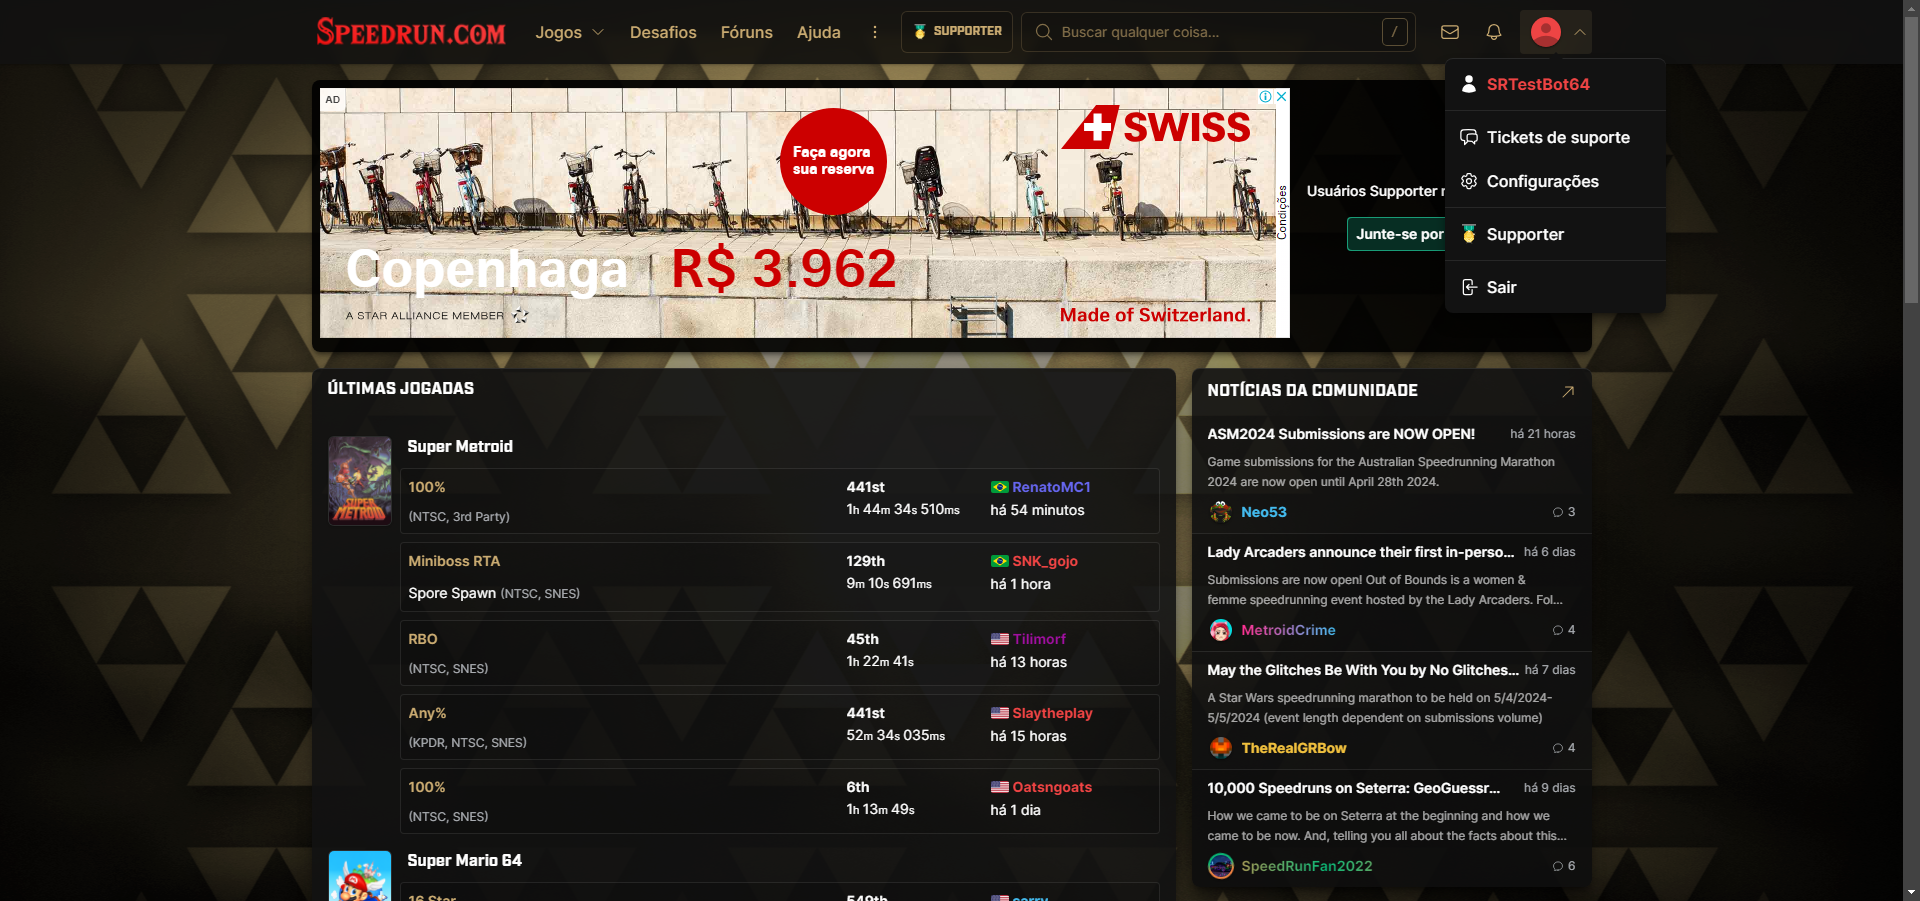 SPEEDRUN.COM
Jogos
Desafios
Fóruns
Ajuda
SUPPORTER
Buscar qualquer coisa...
/
SRTestBot64
Tickets de suporte
Configurações
Supporter
Sair
AD
Faça agora
sua reserva
SWISS
Condições
Copenhaga R$ 3.962
A STAR ALLIANCE MEMBER
Made of Switzerland.
Usuários Supporter
Junte-se por
ÚLTIMAS JOGADAS
SUPER METROID
Super Metroid
100% 441st RenatoMC1
(NTSC, 3rd Party) 1h 44m 34s 510ms há 54 minutos
Miniboss RTA 129th SNK_gojo
Spore Spawn (NTSC, SNES) 9m 10s 691ms há 1 hora
RBO 45th Tilimorf
(NTSC, SNES) 1h 22m 41s há 13 horas
Any% 441st Slaytheplay
(KPDR, NTSC, SNES) 52m 34s 035ms há 15 horas
100% 6th Oatsngoats
(NTSC, SNES) 1h 13m 49s há 1 dia
Super Mario 64
16 Star 549th
NOTÍCIAS DA COMUNIDADE
ASM2024 Submissions are NOW OPEN! há 21 horas
Game submissions for the Australian Speedrunning Marathon
2024 are now open until April 28th 2024.
Neo53 3
Lady Arcaders announce their first in-perso... há 6 dias
Submissions are now open! Out of Bounds is a women &
femme speedrunning event hosted by the Lady Arcaders. Fol...
MetroidCrime 4
May the Glitches Be With You by No Glitches... há 7 dias
A Star Wars speedrunning marathon to be held on 5/4/2024-
5/5/2024 (event length dependent on submissions volume)
TheRealGRBow 4
10,000 Speedruns on Seterra: GeoGuessr... há 9 dias
How we came to be on Seterra at the beginning and how we
came to be now. And, telling you all about the facts about this...
SpeedRunFan2022 6